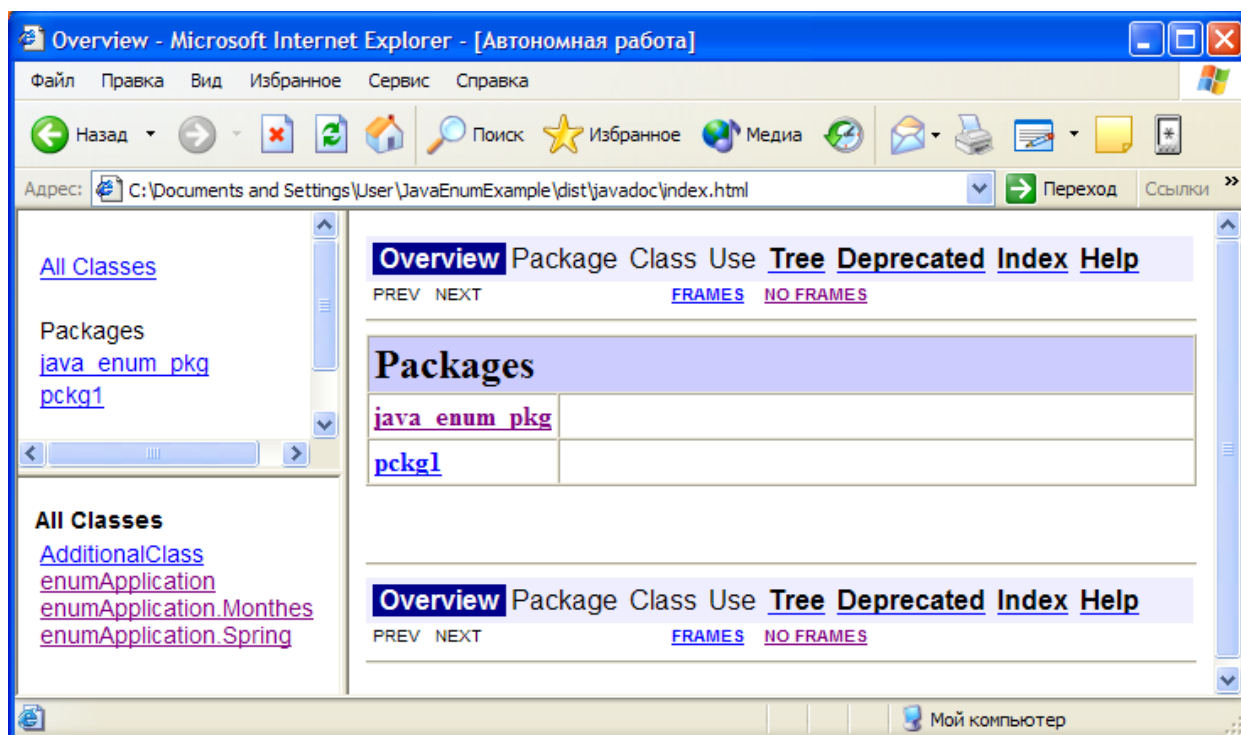 Overview - Microsoft Internet Explorer - [Автономная работа]
Файл Правка Вид Избранное Сервис Справка
Назад Поиск Избранное Медиа
Адрес: C:\Documents and Settings\User\JavaEnumExample\dist\javadoc\index.html Переход Ссылки »
All Classes
Packages
java_enum_pkg
pckg1
All Classes
AdditionalClass
enumApplication
enumApplication.Monthes
enumApplication.Spring
Overview Package Class Use Tree Deprecated Index Help
PREV NEXT FRAMES NO FRAMES
Packages
java_enum_pkg
pckg1
Overview Package Class Use Tree Deprecated Index Help
PREV NEXT FRAMES NO FRAMES
Мой компьютер